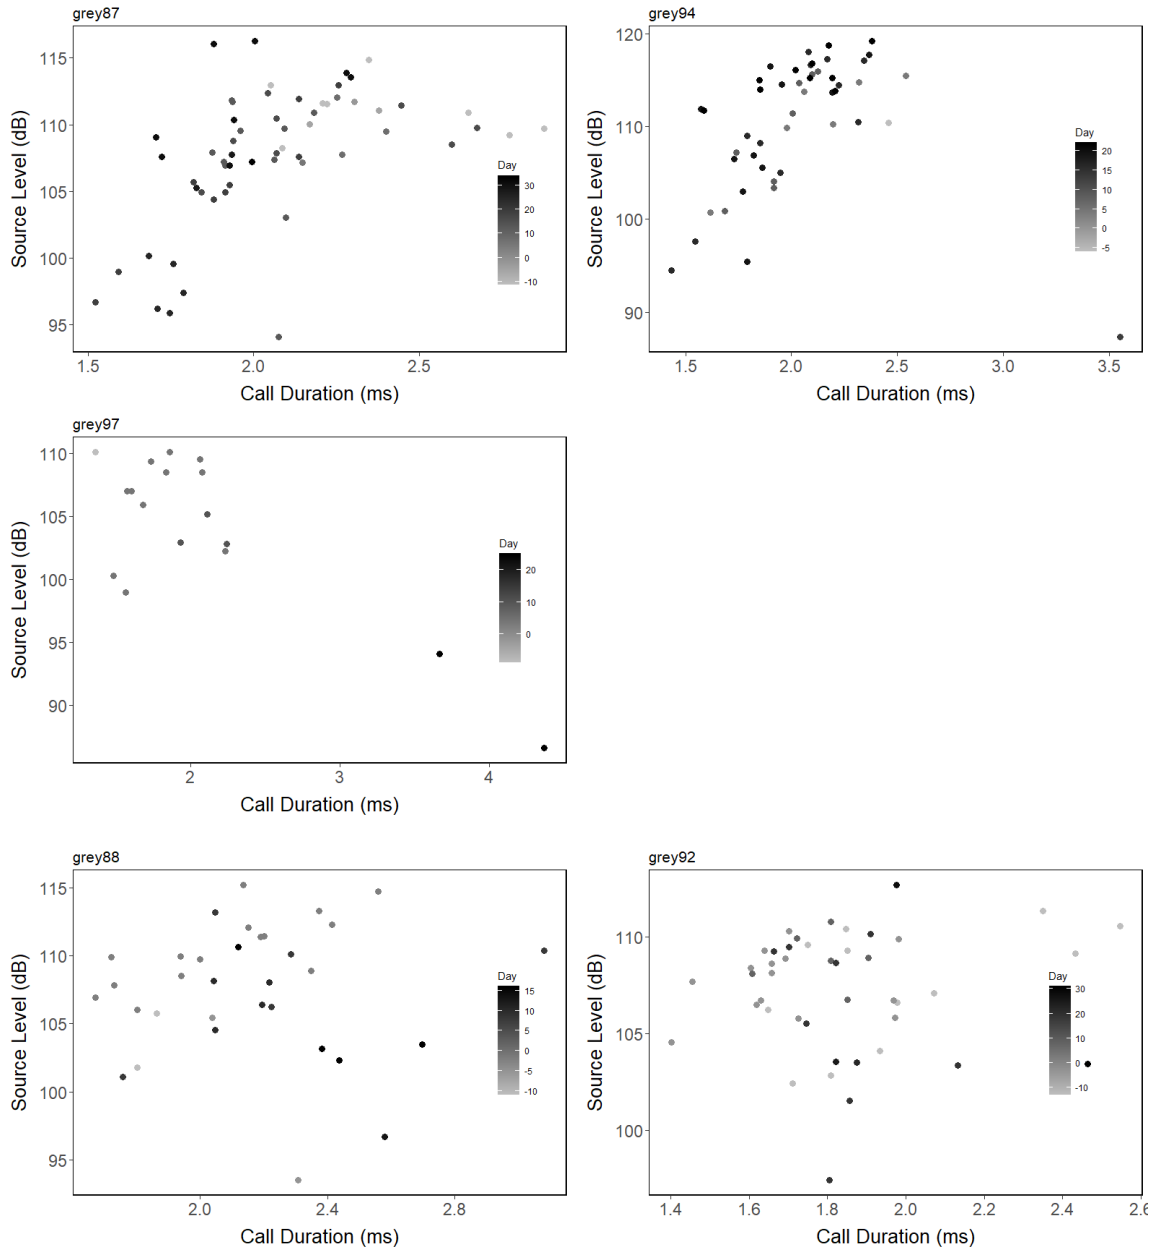 grey87
115
110
105
100
95
Source Level (dB)
1.5 2.0 2.5
Call Duration (ms)
Day
30
20
10
0
-10
grey94
120
110
100
90
Source Level (dB)
1.5 2.0 2.5 3.0 3.5
Call Duration (ms)
Day
20
15
10
5
0
-5
grey97
110
105
100
95
90
Source Level (dB)
2 3 4
Call Duration (ms)
Day
20
10
0
grey88
115
110
105
100
95
Source Level (dB)
2.0 2.4 2.8
Call Duration (ms)
Day
15
10
5
0
-5
-10
grey92
110
105
100
Source Level (dB)
1.4 1.6 1.8 2.0 2.2 2.4 2.6
Call Duration (ms)
Day
30
20
10
0
-10